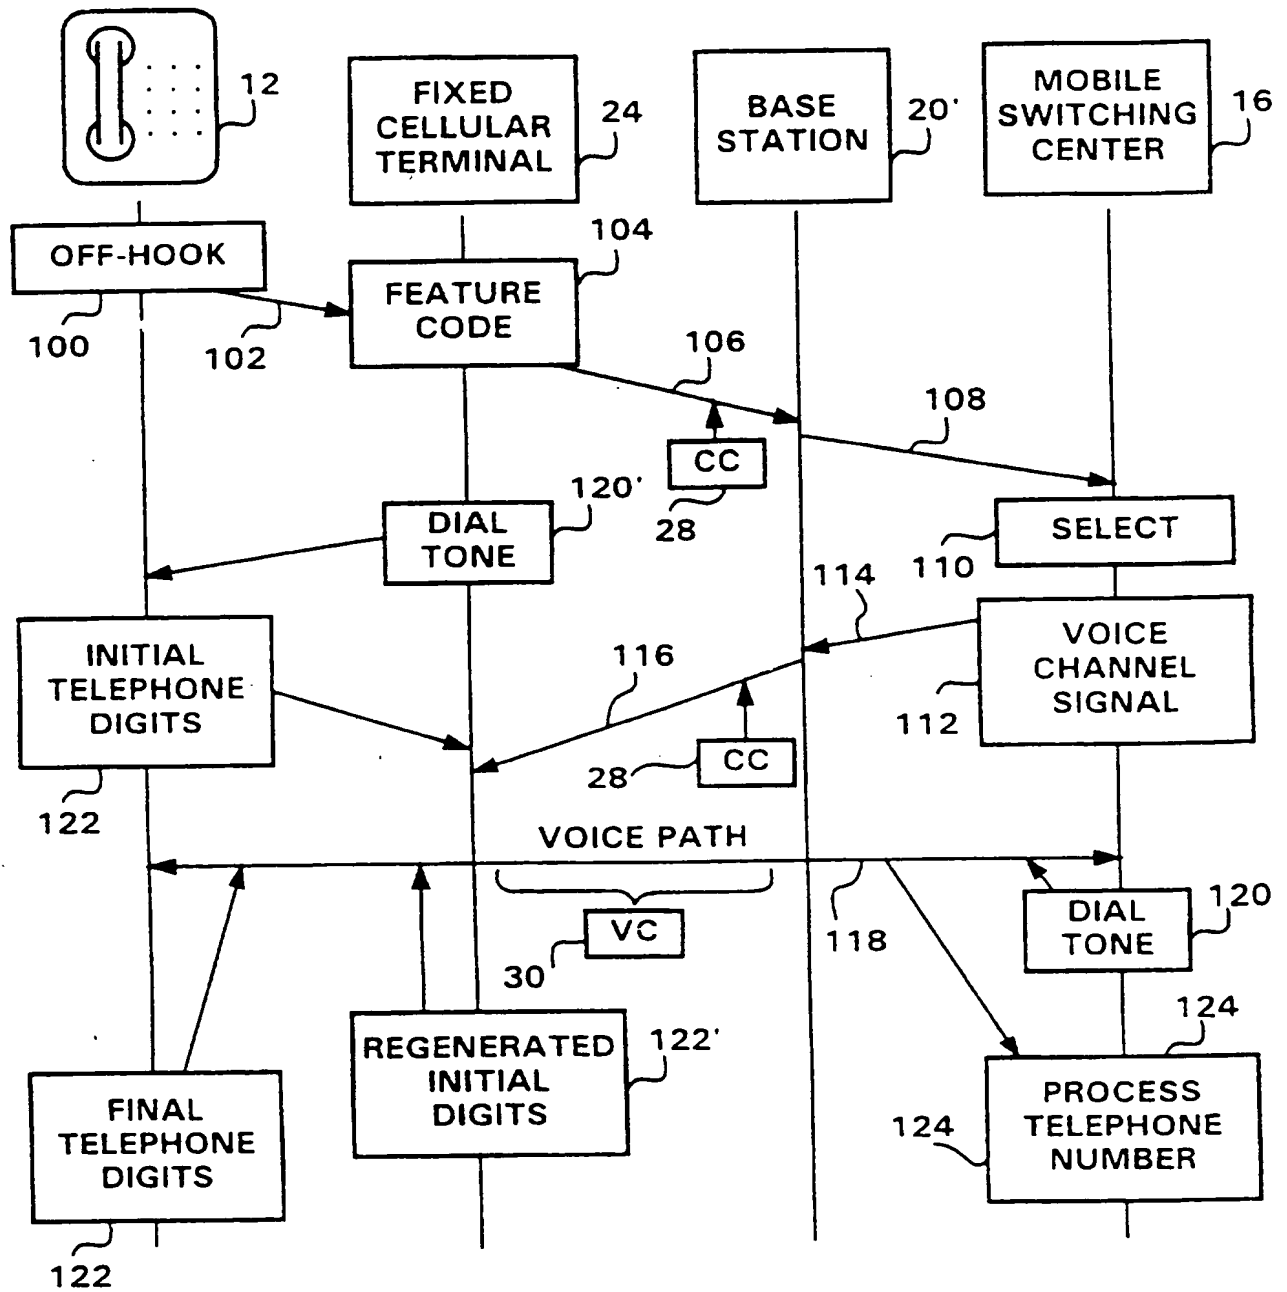 12
FIXED
CELLULAR
TERMINAL
24
BASE
STATION
20'
MOBILE
SWITCHING
CENTER
16
OFF-HOOK
100
102
FEATURE
CODE
104
106
CC
28
108
DIAL
TONE
120'
SELECT
110
114
VOICE
CHANNEL
SIGNAL
112
INITIAL
TELEPHONE
DIGITS
122
116
CC
28
VOICE PATH
VC
30
118
DIAL
TONE
120
REGENERATED
INITIAL
DIGITS
122'
FINAL
TELEPHONE
DIGITS
122
124
PROCESS
TELEPHONE
NUMBER
124